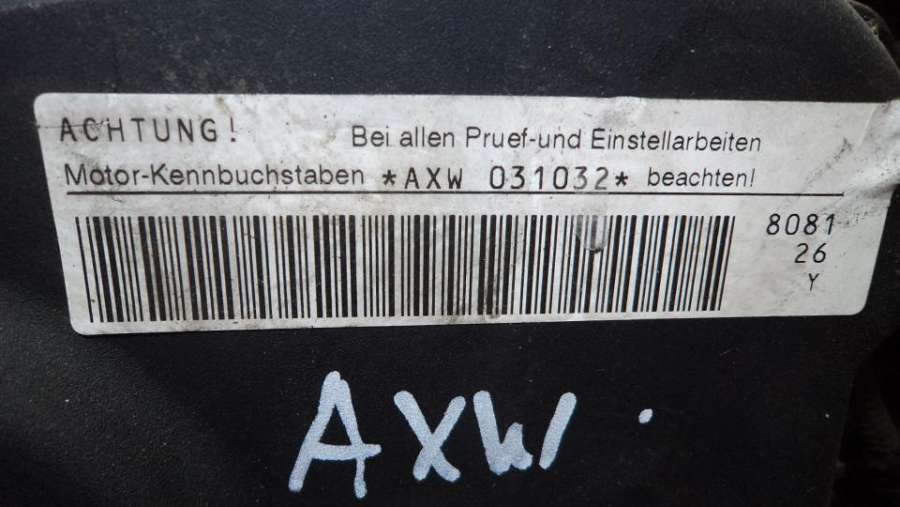 ACHTUNG! Bei allen Pruef-und Einstellarbeiten
Motor-Kennbuchstaben *AXW 031032* beachten!
8081
26
Y
AXW.